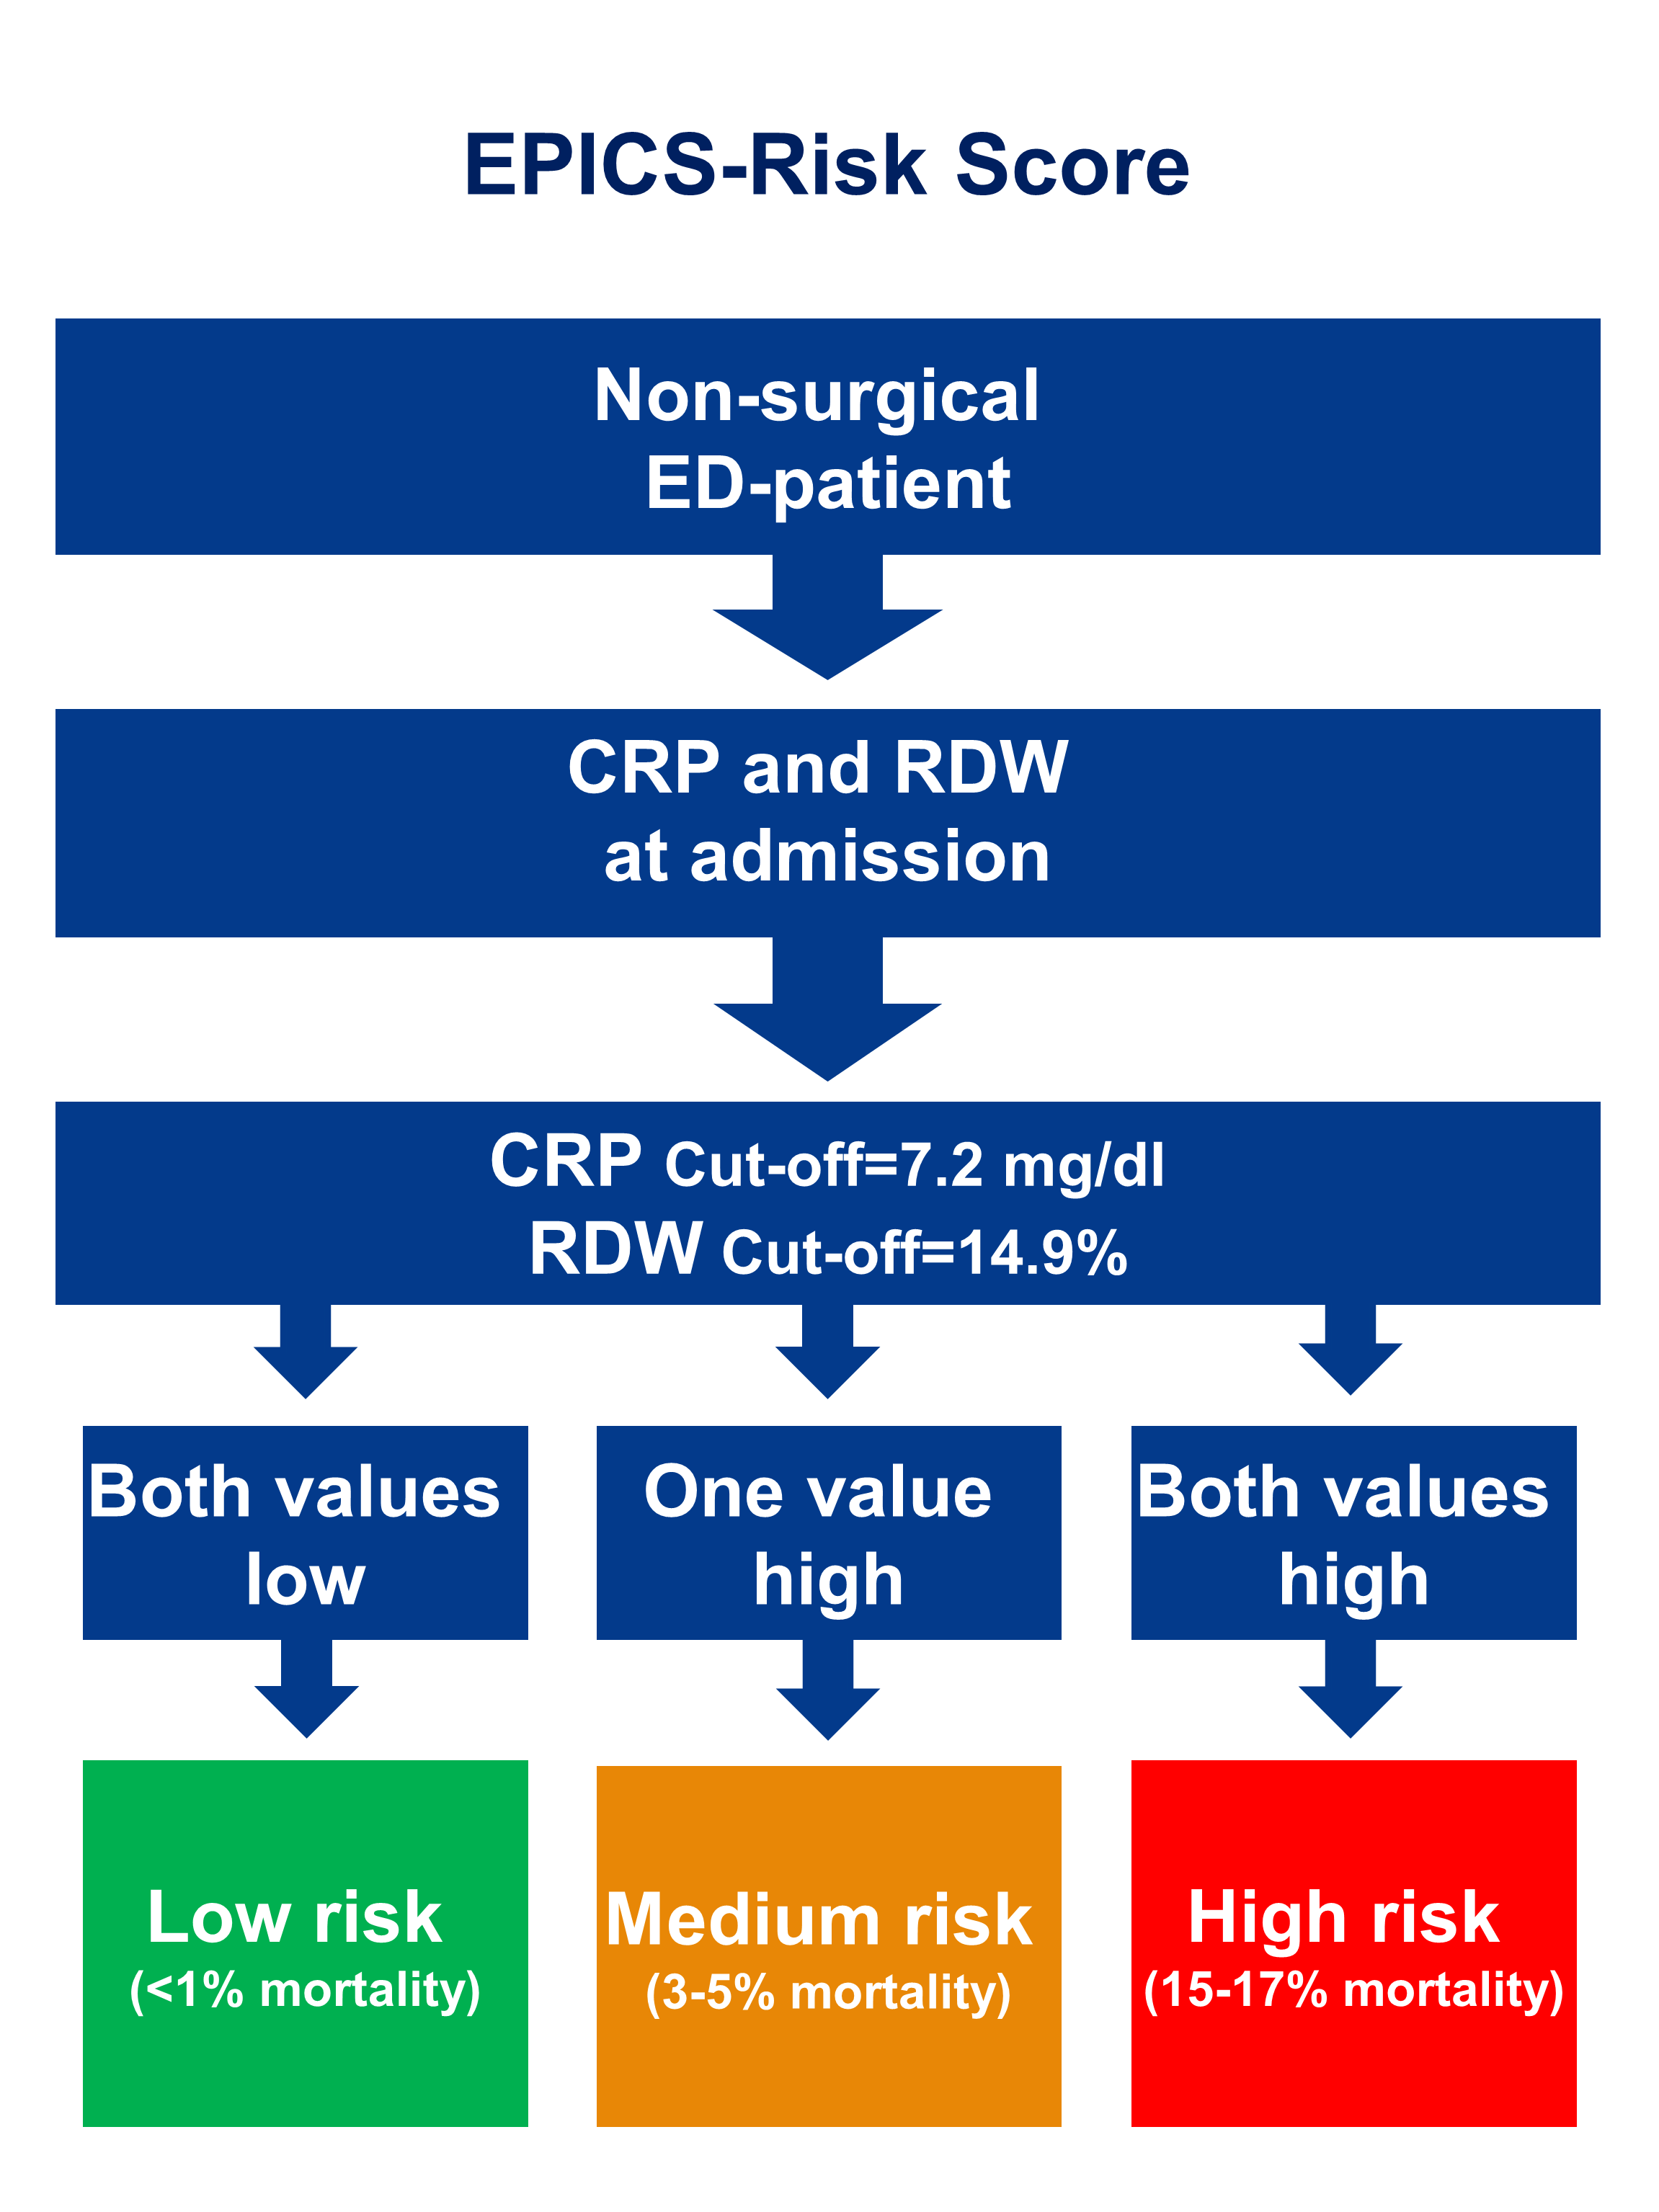 EPICS-Risk Score
Non-surgical
ED-patient
CRP and RDW
at admission
CRP Cut-off=7.2 mg/dl
RDW Cut-off=14.9%
Both values
low
One value
high
Both values
high
Low risk
(<1% mortality)
Medium risk
(3-5% mortality)
High risk
(15-17% mortality)